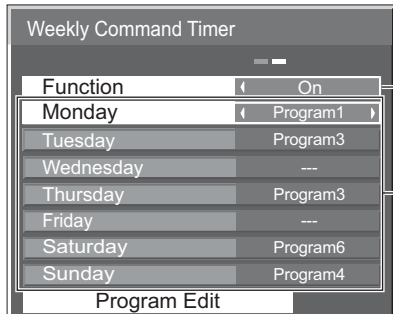 Weekly Command Timer
Function On
Monday Program1
Tuesday Program3
Wednesday ---
Thursday Program3
Friday ---
Saturday Program6
Sunday Program4
Program Edit